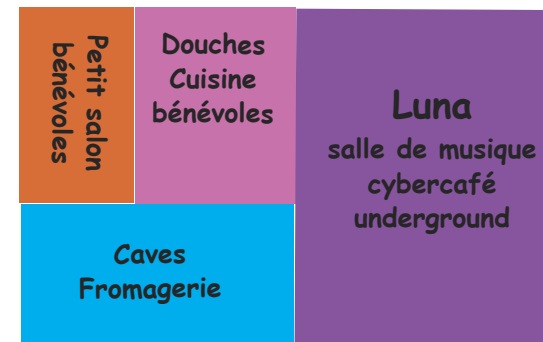 Petit salon
bénévoles
Douches
Cuisine
bénévoles
Luna
salle de musique
cybercafé
underground
Caves
Fromagerie